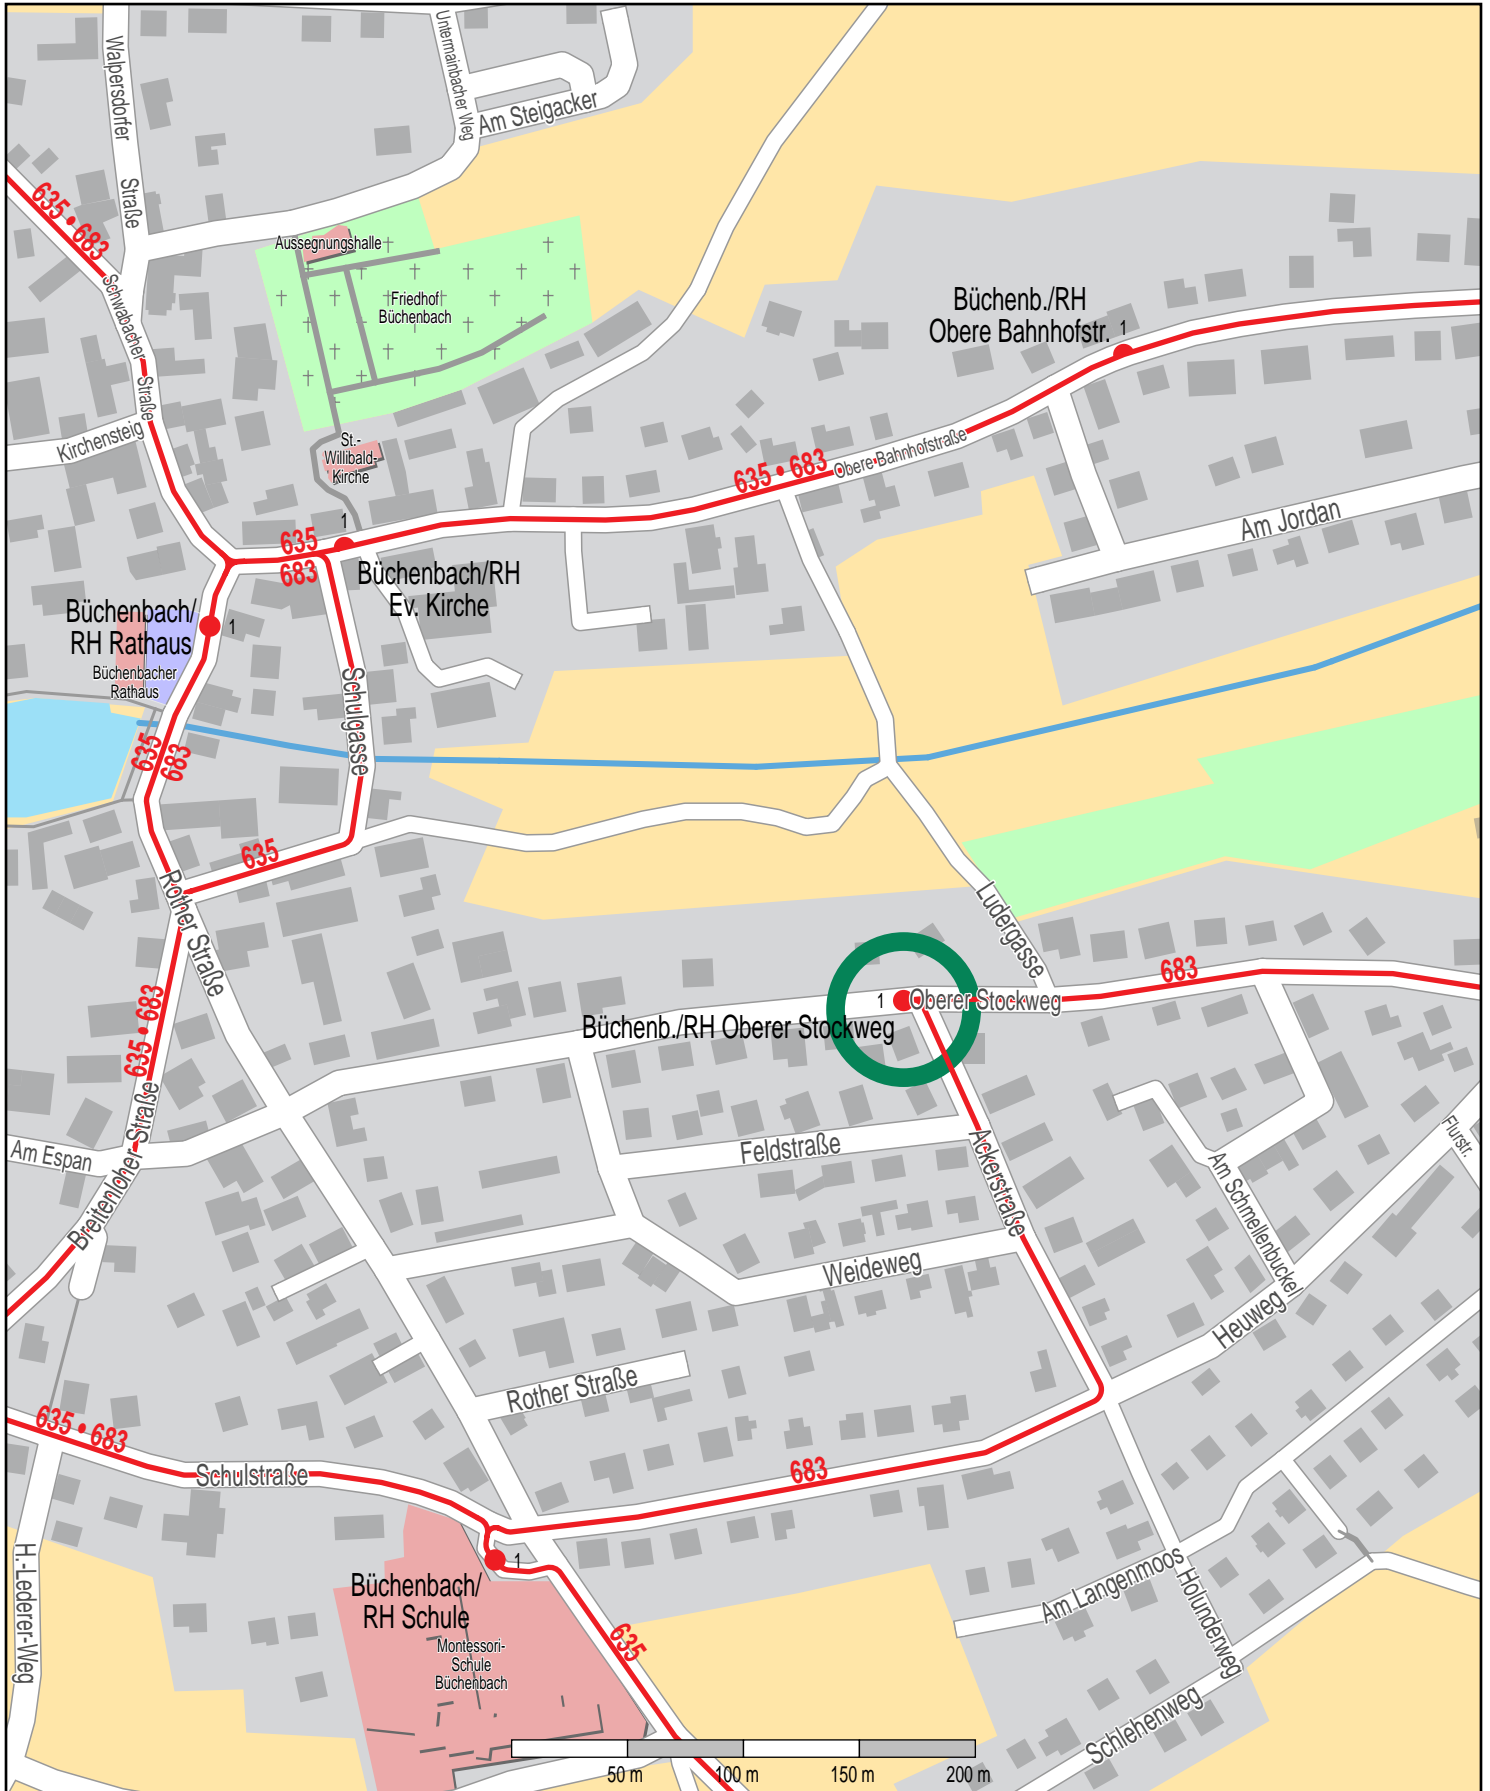 Walpersdorfer
Straße
Untermainbacher Weg
Am Steigacker
635 • 683
Schwabacher
Straße
Aussegnungshalle
Friedhof
Büchenbach
Büchenb./RH
Obere Bahnhofstr.
1
Kirchensteig
St.-
Willibald-
Kirche
635 • 683
Obere Bahnhofstraße
Am Jordan
1
635
683
Büchenbach/RH
Ev. Kirche
Büchenbach/
RH Rathaus
1
Büchenbacher
Rathaus
Schulgasse
635
683
635
Rother Straße
Ludergasse
635 • 683
683
1
Oberer Stockweg
Büchenb./RH Oberer Stockweg
Breitenloher Straße
Am Espan
Feldstraße
Ackerstraße
Flurstr.
Am Schmellenbuckel
Weideweg
Heuweg
Rother Straße
635 • 683
Schulstraße
683
1
Büchenbach/
RH Schule
Montessori-
Schule
Büchenbach
635
H.-Lederer-Weg
Am Langenmoos
Holunderweg
Schlehenweg
50 m
100 m
150 m
200 m